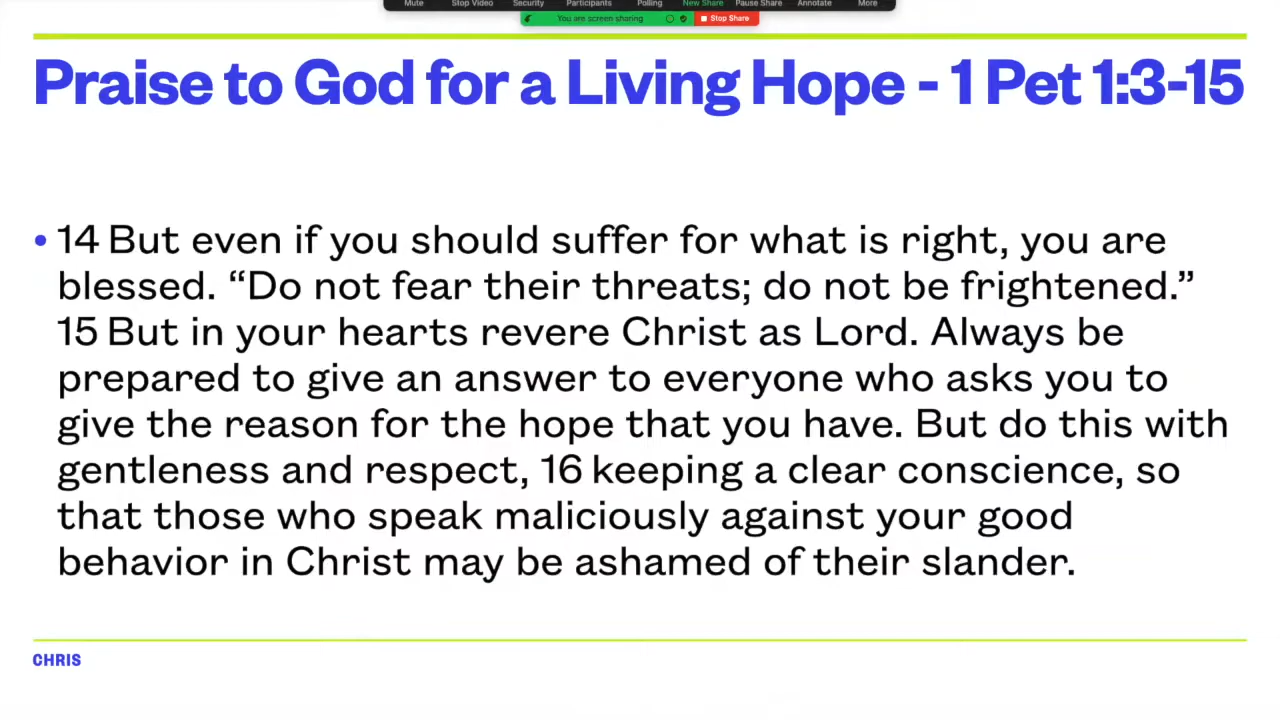 Mute Stop Video Security Participants Polling New Share Pause Share Annotate More
You are screen sharing Stop Share
Praise to God for a Living Hope - 1 Pet 1:3-15
• 14 But even if you should suffer for what is right, you are
blessed. “Do not fear their threats; do not be frightened.”
15 But in your hearts revere Christ as Lord. Always be
prepared to give an answer to everyone who asks you to
give the reason for the hope that you have. But do this with
gentleness and respect, 16 keeping a clear conscience, so
that those who speak maliciously against your good
behavior in Christ may be ashamed of their slander.
CHRIS